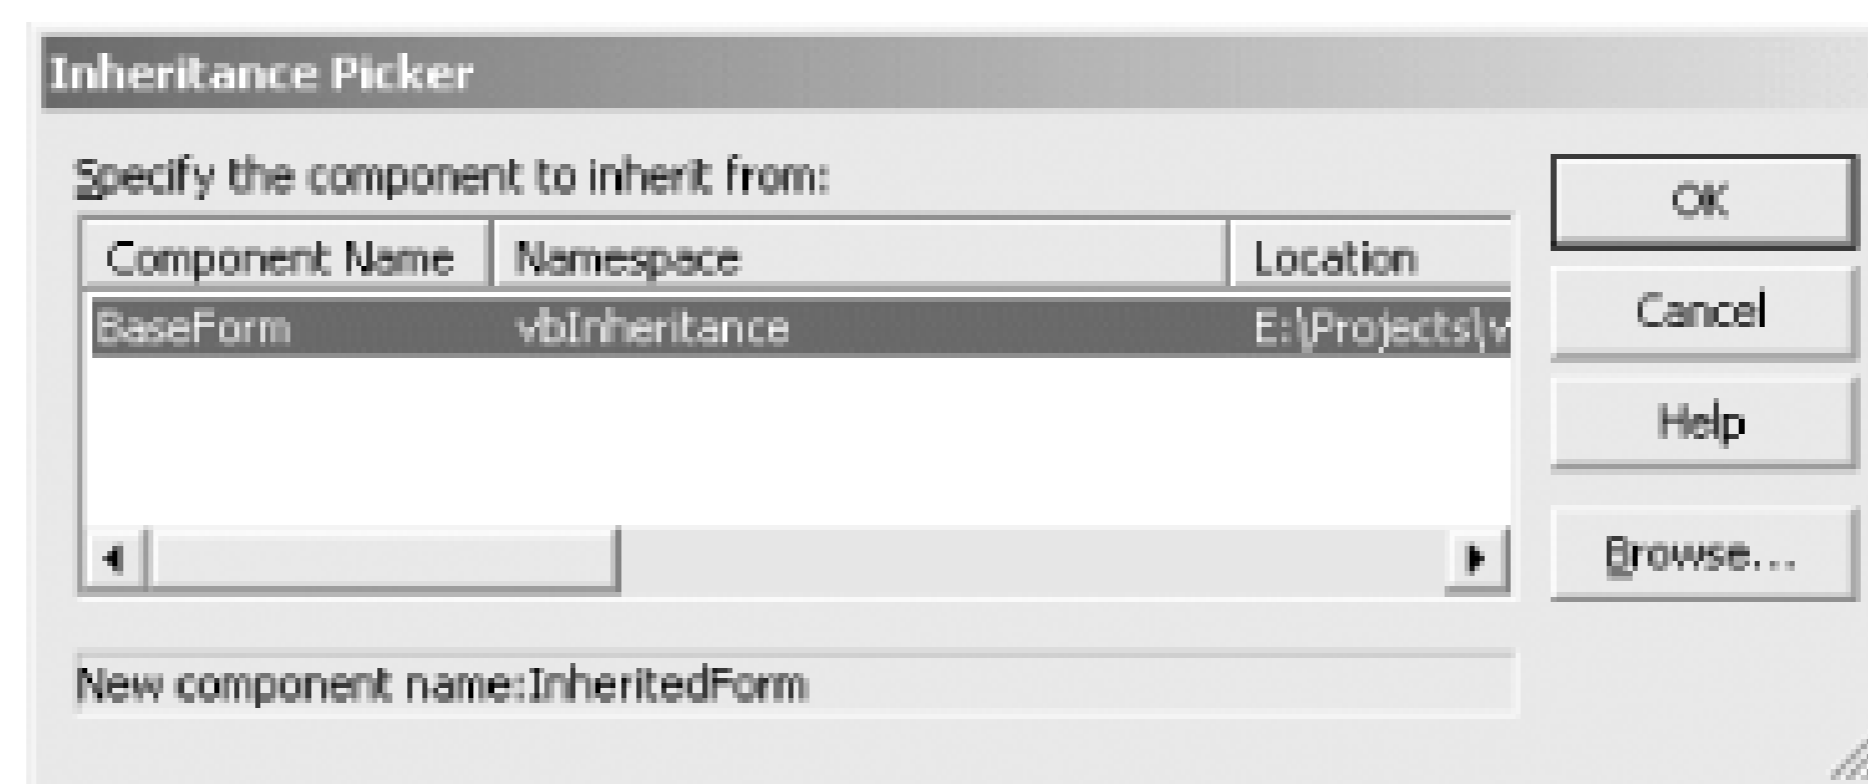 Inheritance Picker
Specify the component to inherit from:
Component Name Namespace Location
BaseForm vbInheritance E:\Projects\v
OK
Cancel
Help
Browse...
New component name:InheritedForm